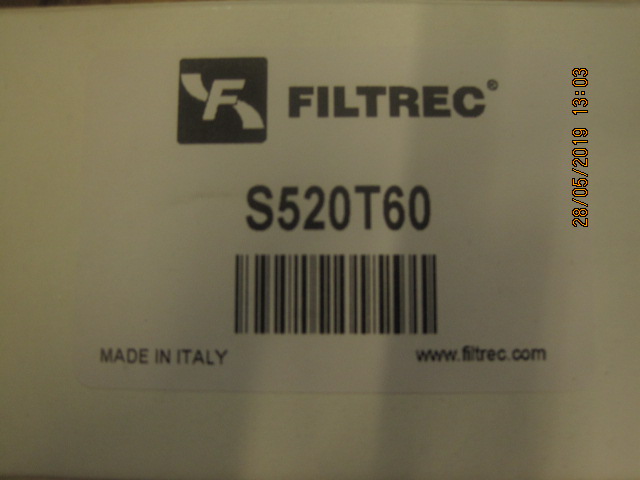 F FILTREC®
S520T60
MADE IN ITALY www.filtrec.com
28/05/2019 13:03